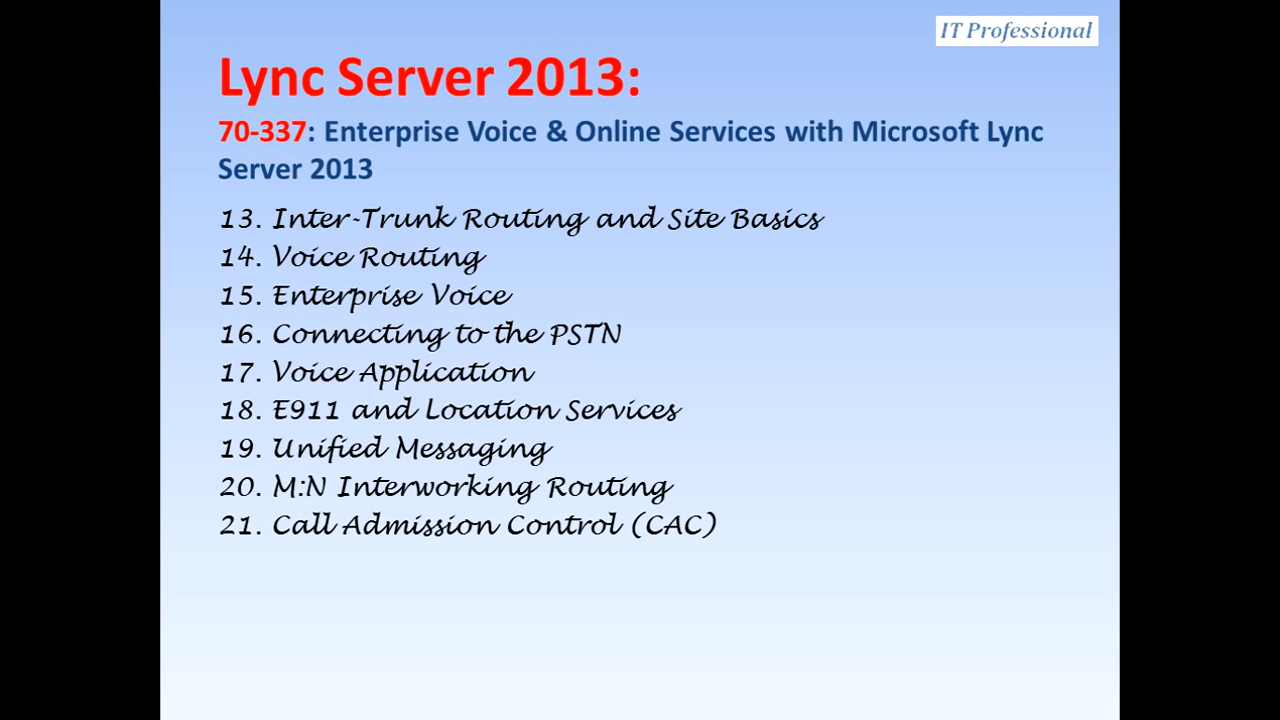 IT Professional
Lync Server 2013:
70-337: Enterprise Voice & Online Services with Microsoft Lync
Server 2013
13. Inter-Trunk Routing and Site Basics
14. Voice Routing
15. Enterprise Voice
16. Connecting to the PSTN
17. Voice Application
18. E911 and Location Services
19. Unified Messaging
20. M:N Interworking Routing
21. Call Admission Control (CAC)